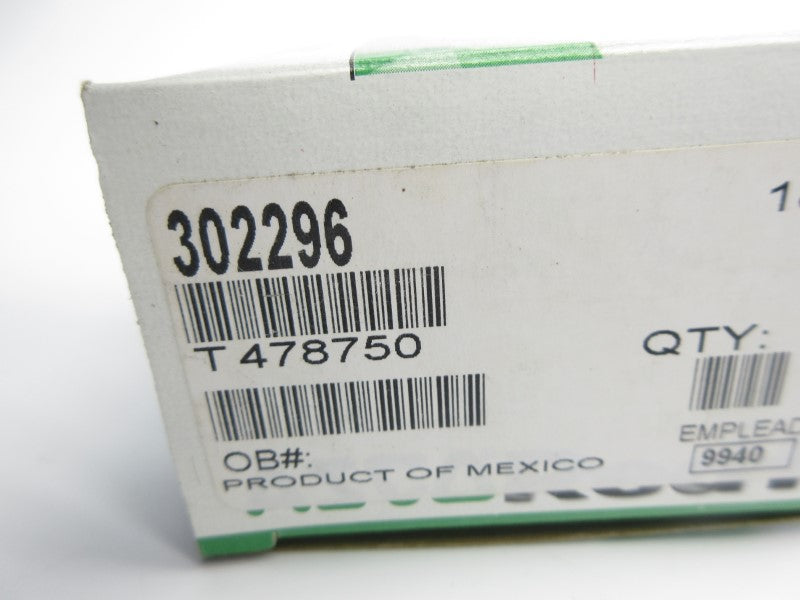 302296
T 478750
QTY:
EMPLEAD
OB#:
9940
PRODUCT OF MEXICO